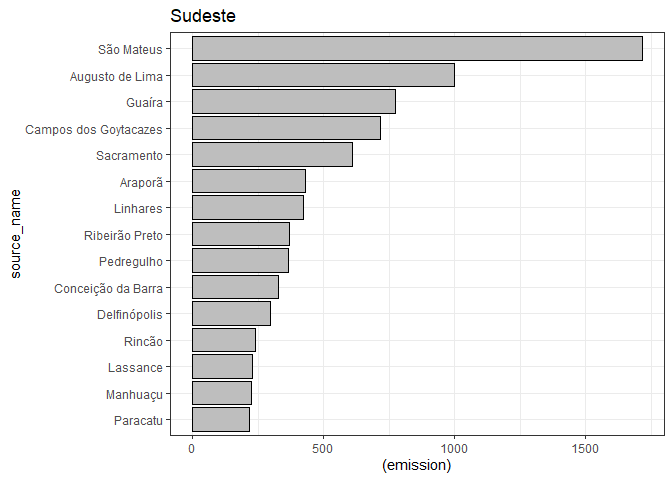 Sudeste
São Mateus
Augusto de Lima
Guaíra
Campos dos Goytacazes
Sacramento
Araporã
Linhares
Ribeirão Preto
Pedregulho
Conceição da Barra
Delfinópolis
Rincão
Lassance
Manhuaçu
Paracatu
source_name
0 500 1000 1500
(emission)